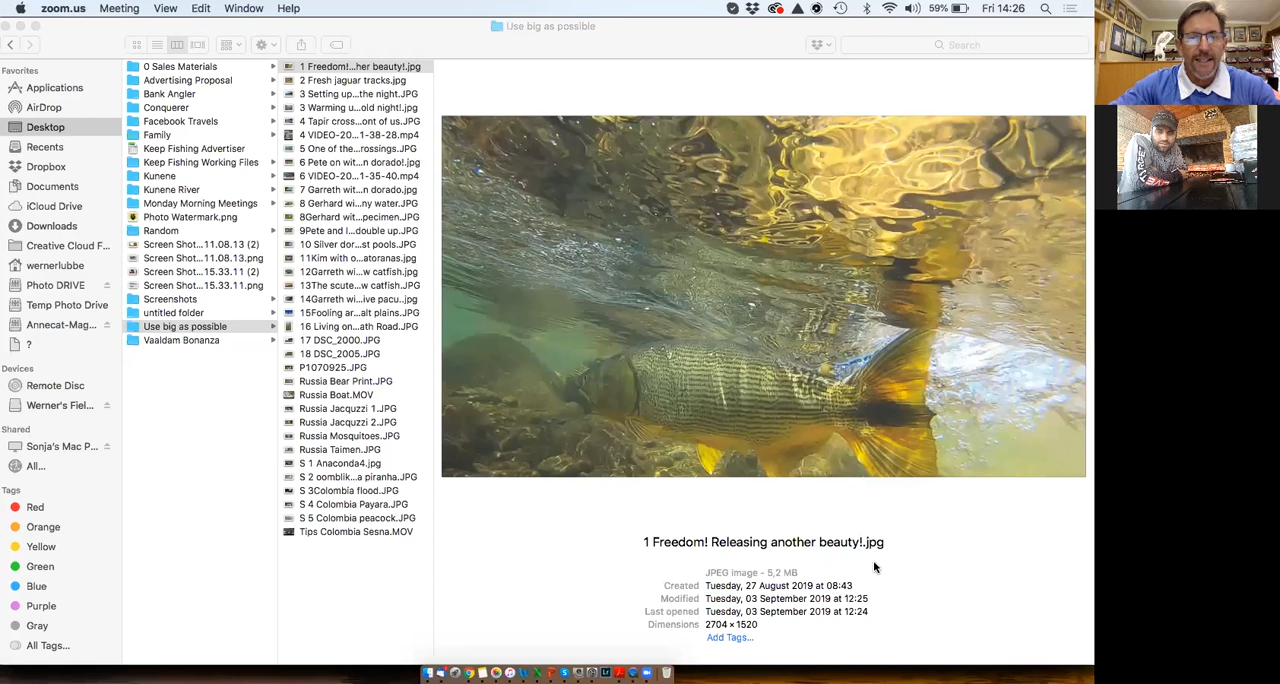 zoom.us Meeting View Edit Window Help
59% Fri 14:26
Use big as possible
Search
Favorites
Applications
AirDrop
Desktop
Recents
Dropbox
Documents
iCloud Drive
Downloads
Creative Cloud F...
wernerlubbe
Photo DRIVE
Temp Photo Drive
Annecat-Mag...
?
Devices
Remote Disc
Werner's Fiel...
Shared
Sonja's Mac P...
All...
Tags
Red
Orange
Yellow
Green
Blue
Purple
Gray
All Tags...
0 Sales Materials
Advertising Proposal
Bank Angler
Conquerer
Facebook Travels
Family
Keep Fishing Advertiser
Keep Fishing Working Files
Kunene
Kunene River
Monday Morning Meetings
Photo Watermark.png
Random
Screen Shot...11.08.13 (2)
Screen Shot...11.08.13.png
Screen Shot...15.33.11 (2)
Screen Shot...15.33.11.png
Screenshots
untitled folder
Use big as possible
Vaaldam Bonanza
1 Freedom!...her beauty!.jpg
2 Fresh jaguar tracks.jpg
3 Setting up...the night.JPG
3 Warming u...old night!.jpg
4 Tapir cross...ont of us.JPG
4 VIDEO-20...1-38-28.mp4
5 One of the...rossings.JPG
6 Pete on wit...n dorado!.jpg
6 VIDEO-20...1-35-40.mp4
7 Garreth wi...n dorado.jpg
8 Gerhard wi...ny water.JPG
8Gerhard wit...pecimen.JPG
9Pete and l...double up.JPG
10 Silver dor...st pools.JPG
11Kim with o...atoranas.jpg
12Garreth wi...w catfish.jpg
13The scute...w catfish.JPG
14Garreth wi...ive pacu..jpg
15Fooling ar...alt plains.JPG
16 Living on...ath Road.JPG
17 DSC_2000.JPG
18 DSC_2005.JPG
P1070925.JPG
Russia Bear Print.JPG
Russia Boat.MOV
Russia Jacquzzi 1.JPG
Russia Jacquzzi 2.JPG
Russia Mosquitoes.JPG
Russia Taimen.JPG
S 1 Anaconda4.jpg
S 2 oomblik...a piranha.JPG
S 3Colombia flood.JPG
S 4 Colombia Payara.JPG
S 5 Colombia peacock.JPG
Tips Colombia Sesna.MOV
1 Freedom! Releasing another beauty!.jpg
JPEG image - 5,2 MB
Created Tuesday, 27 August 2019 at 08:43
Modified Tuesday, 03 September 2019 at 12:25
Last opened Tuesday, 03 September 2019 at 12:24
Dimensions 2704 × 1520
Add Tags...